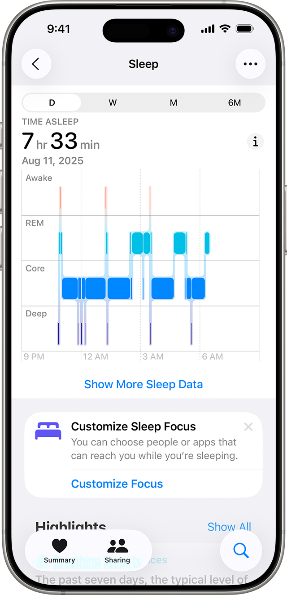 9:41
Sleep
D W M 6M
TIME ASLEEP
7 hr 33 min
Aug 11, 2025
Awake
REM
Core
Deep
9 PM 12 AM 3 AM 6 AM
Show More Sleep Data
Customize Sleep Focus
You can choose people or apps that
can reach you while you're sleeping.
Customize Focus
Highlights Show All
Summary Sharing
The past seven days, the typical level of